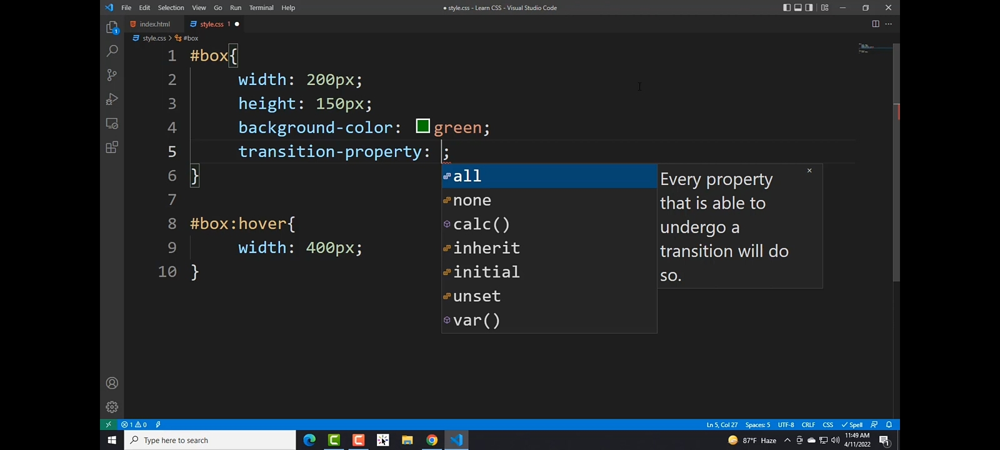 File Edit Selection View Go Run Terminal Help
● style.css - Learn CSS - Visual Studio Code
index.html
style.css 1 ●
style.css > #box
1 #box{
2 width: 200px;
3 height: 150px;
4 background-color: green;
5 transition-property: ;
6 }
7
8 #box:hover{
9 width: 400px;
10 }
all
none
calc()
inherit
initial
unset
var()
Every property
that is able to
undergo a
transition will do
so.
1
1 0
Ln 5, Col 27 Spaces: 5 UTF-8 CRLF CSS Spell
Type here to search
87°F Haze
11:49 AM
4/11/2022
1